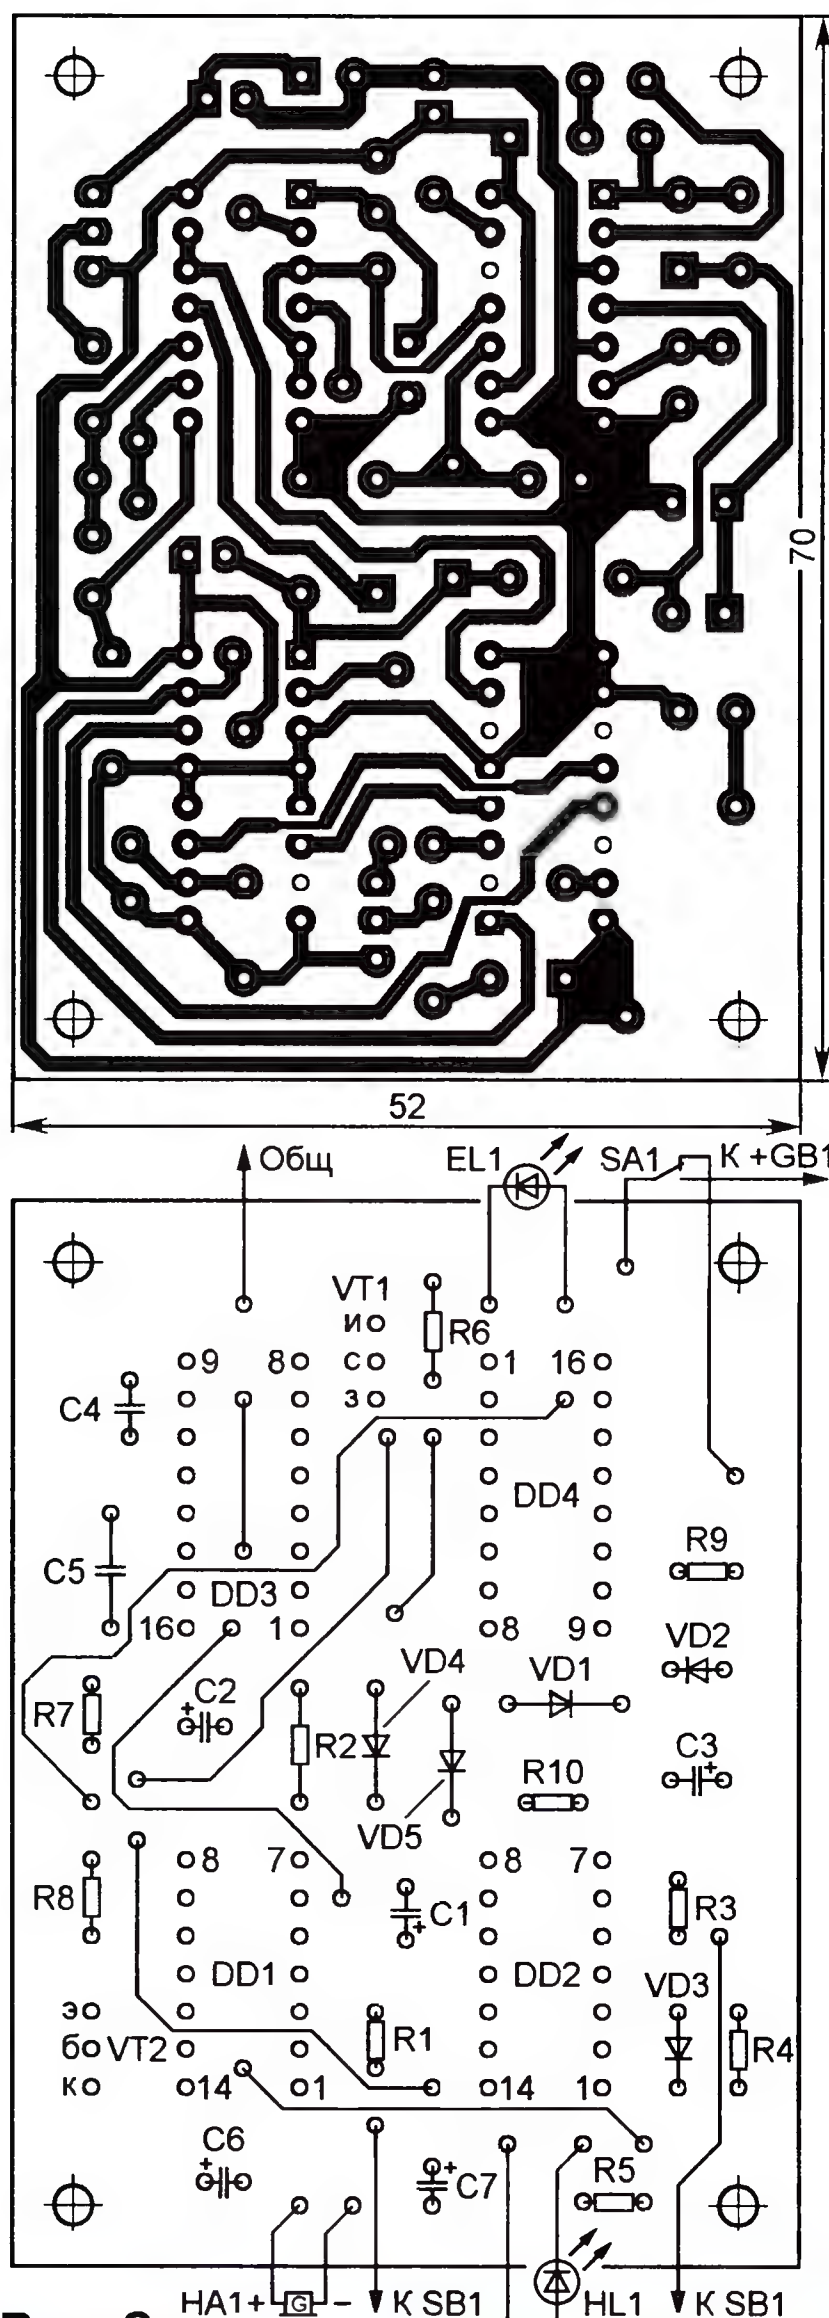 70
52
Общ
EL1
SA1
К +GB1
VT1
и
R6
9
8
с
1
16
C4
з
DD4
R9
C5
DD3
16
1
8
9
VD2
VD4
VD1
C2
R7
R2
C3
R10
VD5
8
7
8
7
R8
C1
R3
DD1
DD2
VD3
э
б
VT2
R1
R4
к
14
1
14
1
C6
C7
R5
HA1
+
G
–
К SB1
HL1
К SB1